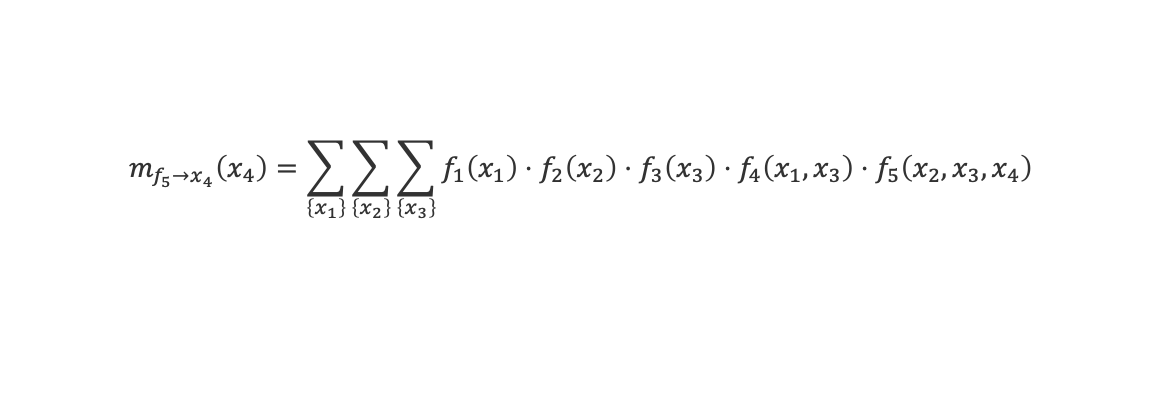 m_{f_5→x_4}(x_4) = ∑_{\{x_1\}} ∑_{\{x_2\}} ∑_{\{x_3\}} f_1(x_1) · f_2(x_2) · f_3(x_3) · f_4(x_1, x_3) · f_5(x_2, x_3, x_4)